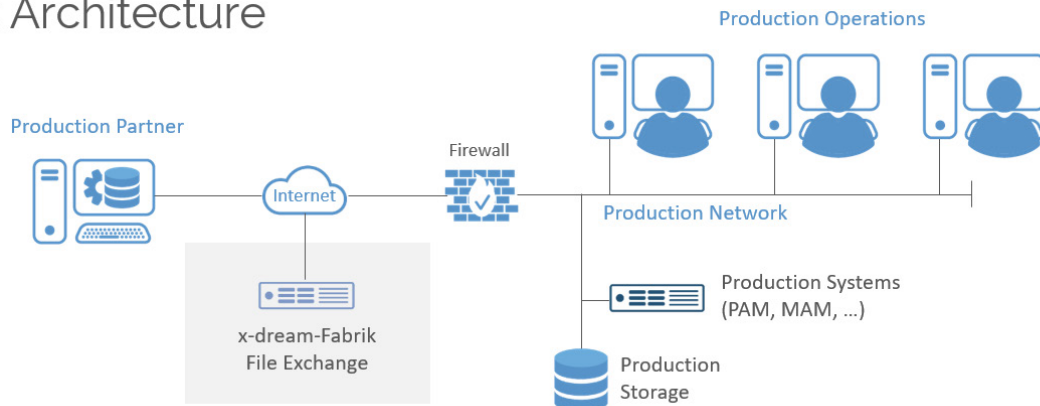 Architecture
Production Operations
Production Partner
Firewall
Internet
Production Network
Production Systems
(PAM, MAM, ...)
x-dream-Fabrik
File Exchange
Production
Storage